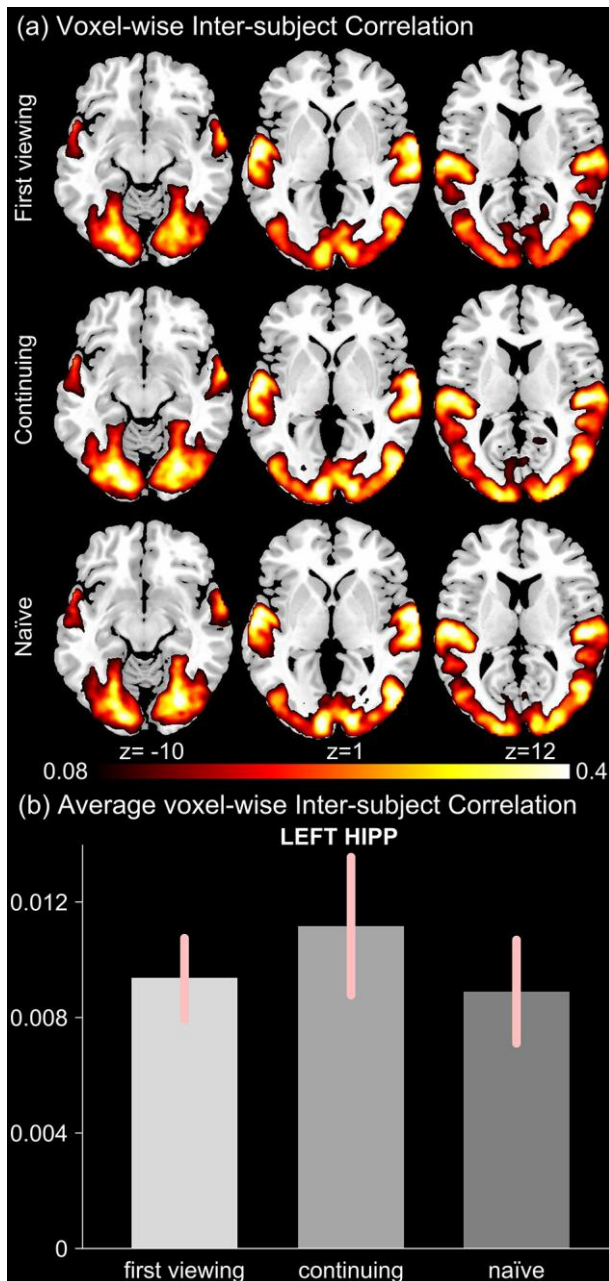 (a) Voxel-wise Inter-subject Correlation
First viewing
Continuing
Naïve
z= -10 z=1 z=12
0.08 0.4
(b) Average voxel-wise Inter-subject Correlation
LEFT HIPP
0.012
0.008
0.004
0
first viewing continuing naïve